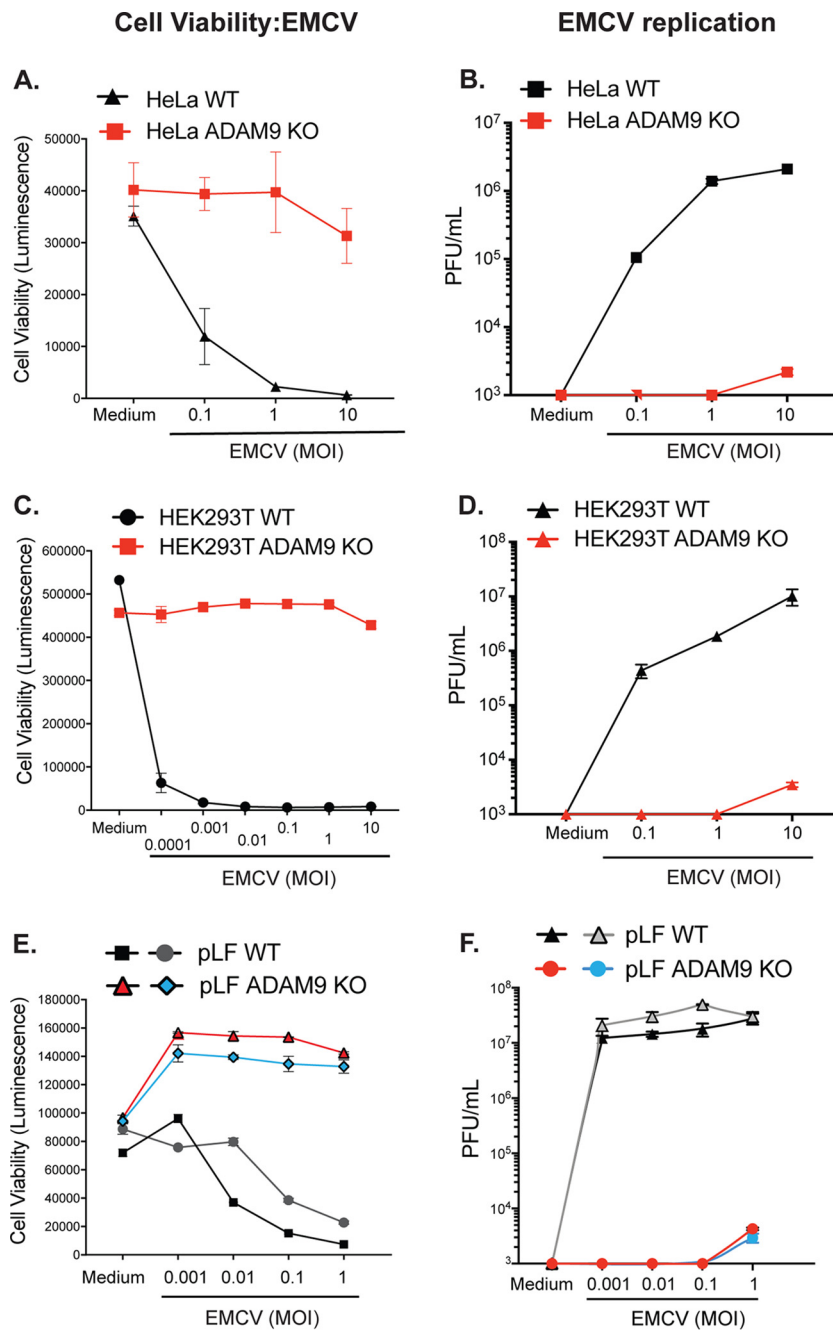 Cell Viability:EMCV
EMCV replication
A.
HeLa WT
HeLa ADAM9 KO
Cell Viability (Luminescence)
50000
40000
30000
20000
10000
0
Medium 0.1 1 10
EMCV (MOI)
B.
HeLa WT
HeLa ADAM9 KO
PFU/mL
10⁷
10⁶
10⁵
10⁴
10³
Medium 0.1 1 10
EMCV (MOI)
C.
HEK293T WT
HEK293T ADAM9 KO
Cell Viability (Luminescence)
600000
500000
400000
300000
200000
100000
0
Medium 0.0001 0.001 0.01 0.1 1 10
EMCV (MOI)
D.
HEK293T WT
HEK293T ADAM9 KO
PFU/mL
10⁸
10⁷
10⁶
10⁵
10⁴
10³
Medium 0.1 1 10
EMCV (MOI)
E.
pLF WT
pLF ADAM9 KO
Cell Viability (Luminescence)
180000
160000
140000
120000
100000
80000
60000
40000
20000
0
Medium 0.001 0.01 0.1 1
EMCV (MOI)
F.
pLF WT
pLF ADAM9 KO
PFU/mL
10⁸
10⁷
10⁶
10⁵
10⁴
³
Medium 0.001 0.01 0.1 1
EMCV (MOI)